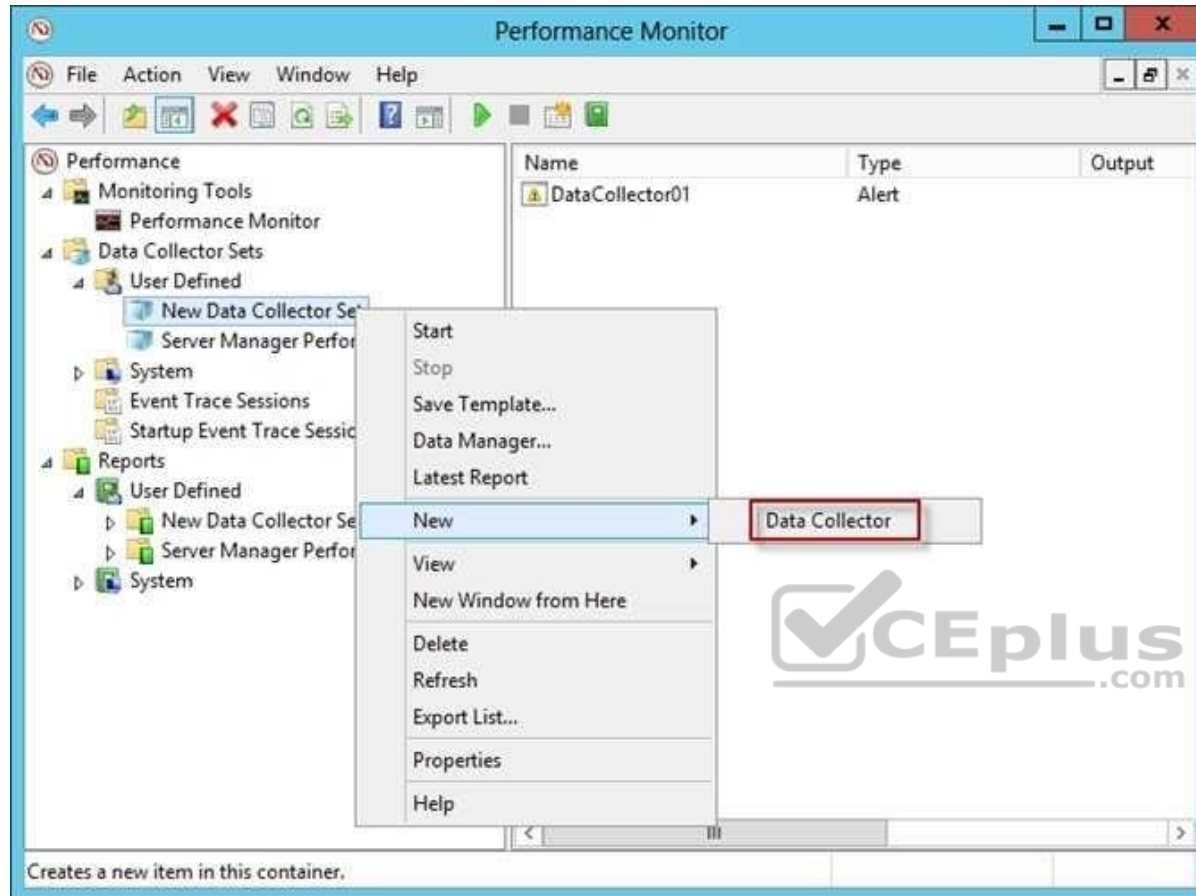 Performance Monitor
File Action View Window Help
Performance
Monitoring Tools
Performance Monitor
Data Collector Sets
User Defined
New Data Collector Se
Server Manager Perfor
System
Event Trace Sessions
Startup Event Trace Sessic
Reports
User Defined
New Data Collector Se
Server Manager Perfor
System
Name Type Output
DataCollector01 Alert
Start
Stop
Save Template...
Data Manager...
Latest Report
New
View
New Window from Here
Delete
Refresh
Export List...
Properties
Help
Data Collector
VCEplus
.com
Creates a new item in this container.